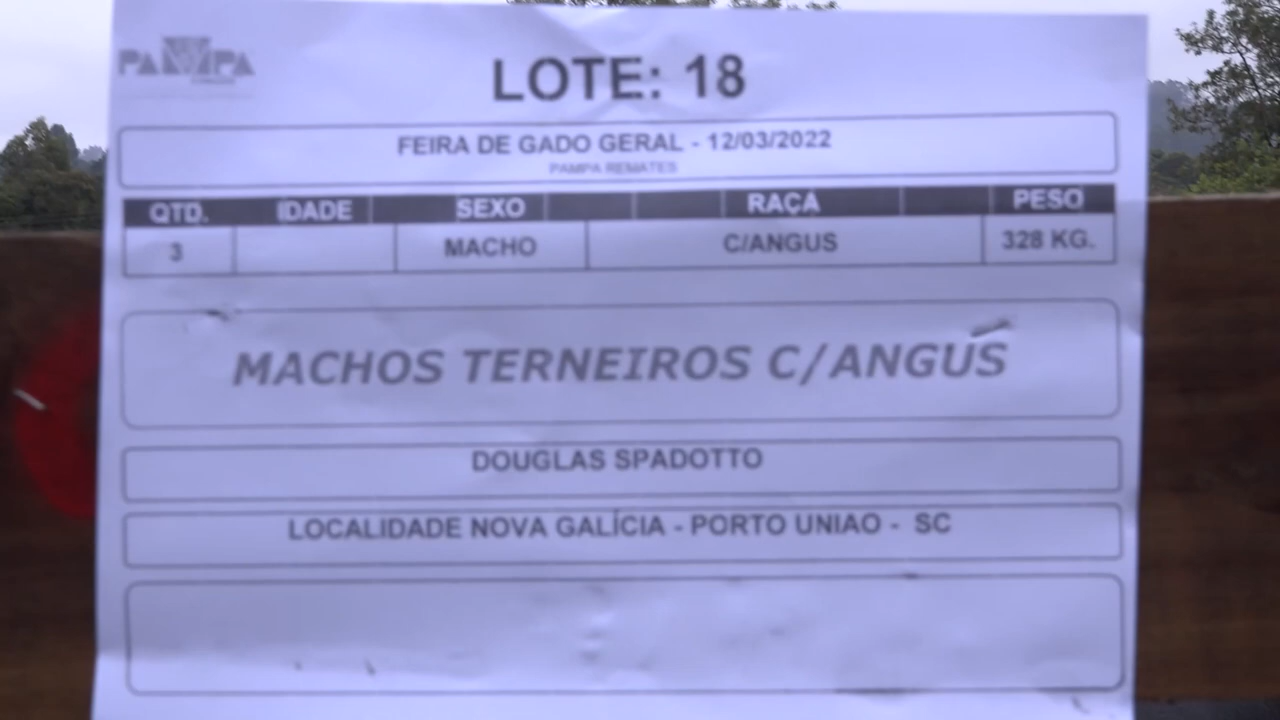 PAMPA
LOTE: 18
FEIRA DE GADO GERAL - 12/03/2022
PAMPA REMATES
QTD. IDADE SEXO RAÇA PESO
3 MACHO C/ANGUS 328 KG.
MACHOS TERNEIROS C/ANGUS
DOUGLAS SPADOTTO
LOCALIDADE NOVA GALÍCIA - PORTO UNIAO - SC